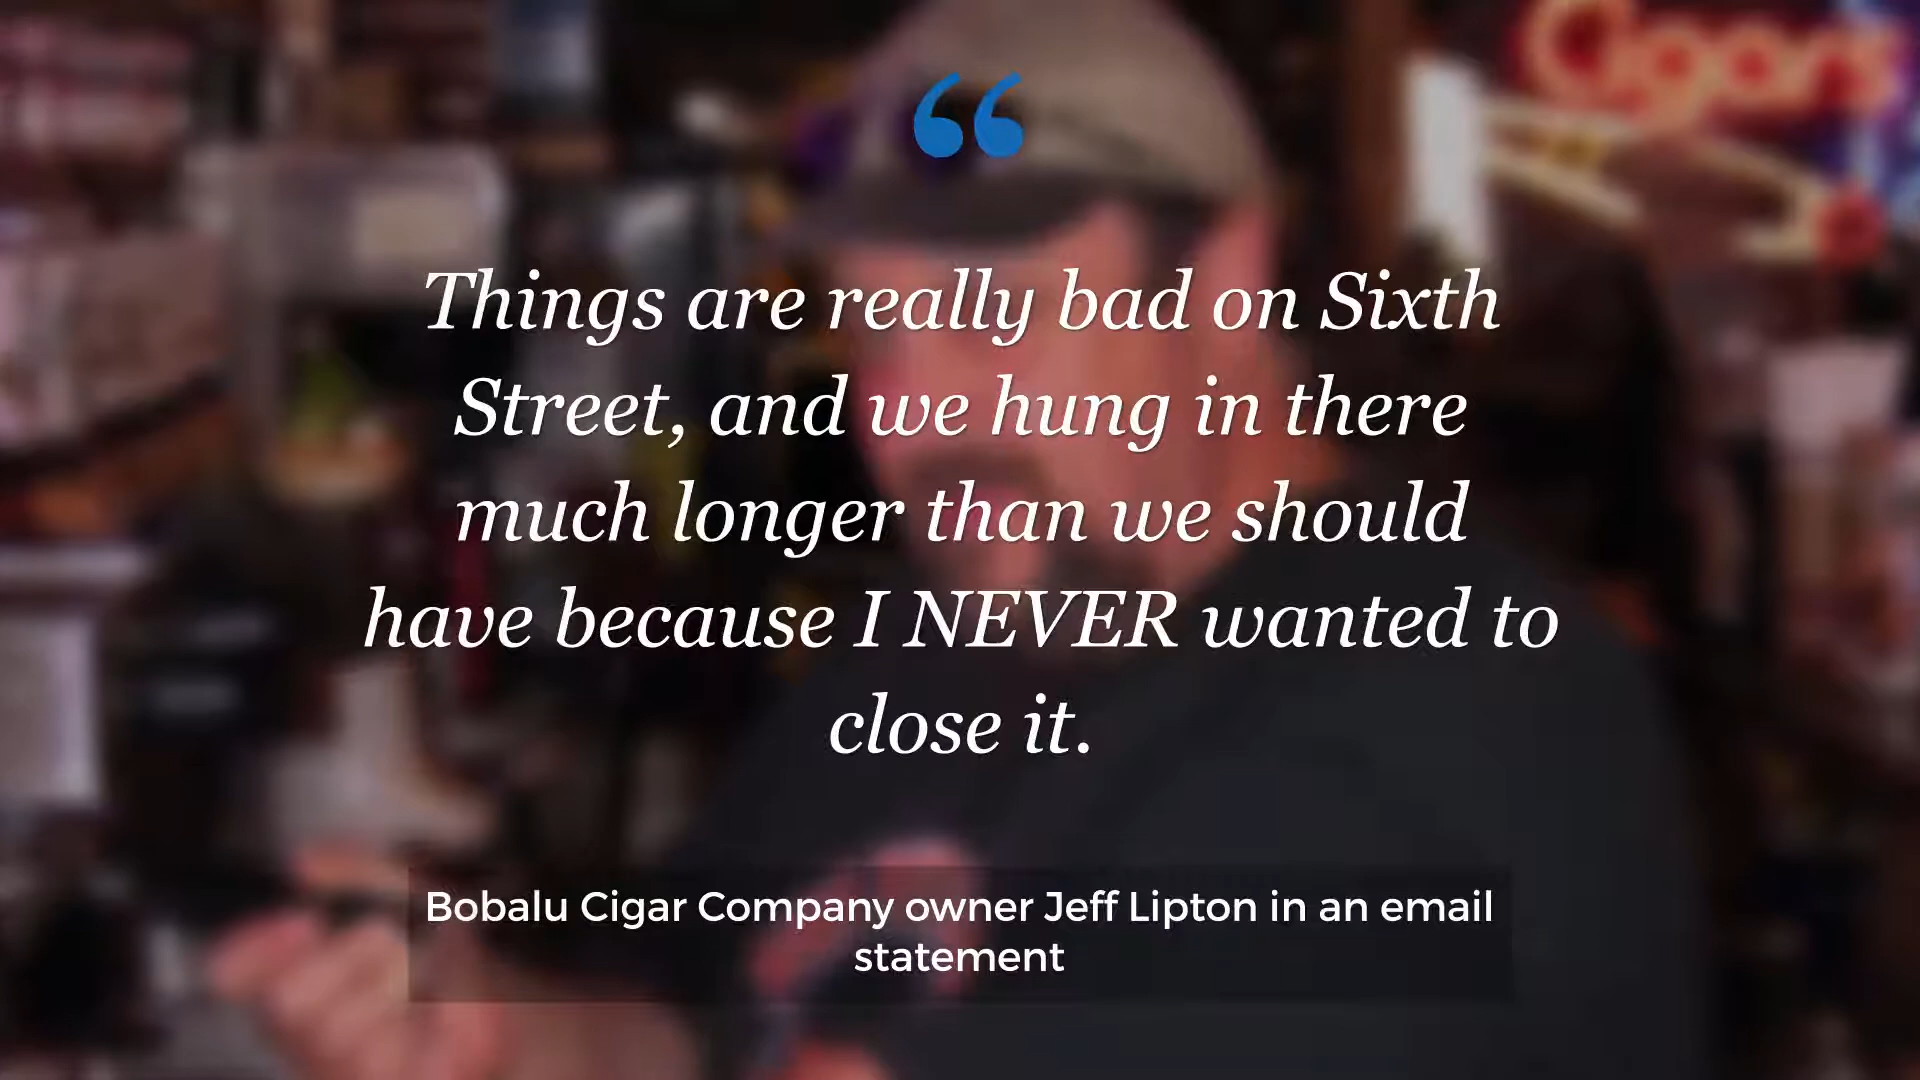 Cigars
“
Things are really bad on Sixth
Street, and we hung in there
much longer than we should
have because I NEVER wanted to
close it.
Bobalu Cigar Company owner Jeff Lipton in an email
statement